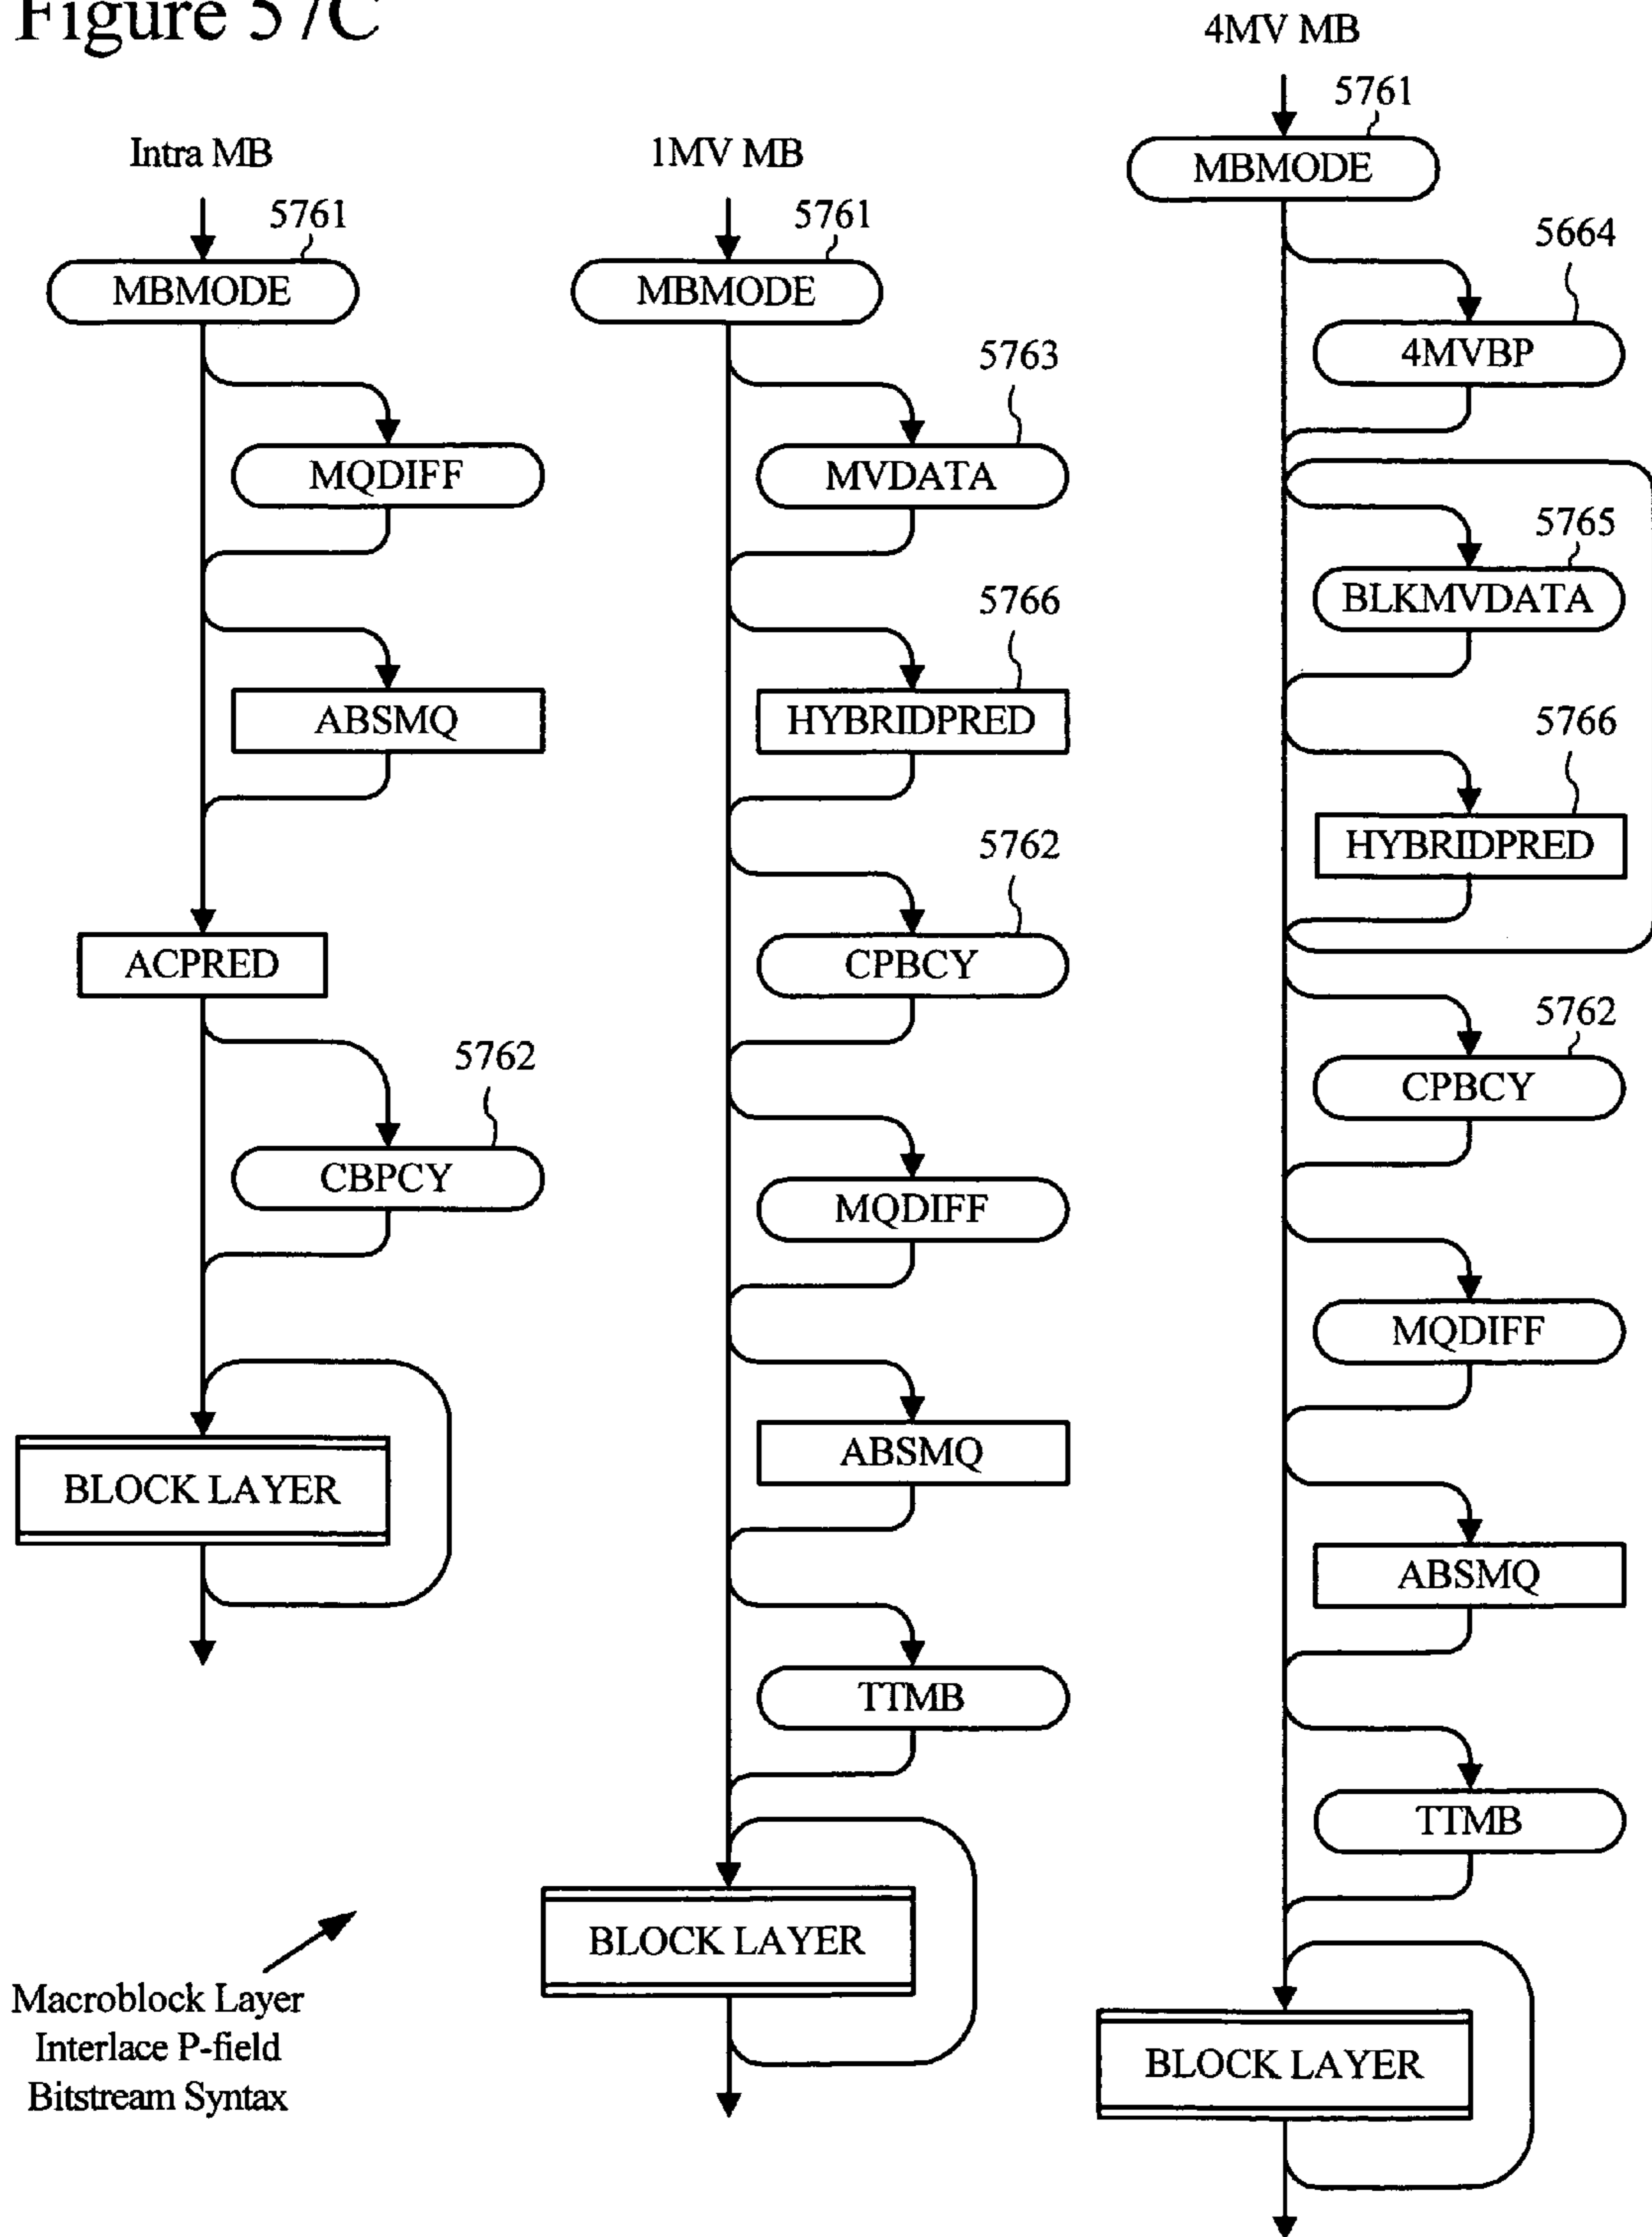 Figure 57C
Intra MB
5761
MBMODE
MQDIFF
ABSMQ
ACPRED
5762
CBPCY
BLOCK LAYER
Macroblock Layer
Interlace P-field
Bitstream Syntax
1MV MB
5761
MBMODE
5763
MVDATA
5766
HYBRIDPRED
5762
CPBCY
MQDIFF
ABSMQ
TTMB
BLOCK LAYER
4MV MB
5761
MBMODE
5664
4MVBP
5765
BLKMVDATA
5766
HYBRIDPRED
5762
CPBCY
MQDIFF
ABSMQ
TTMB
BLOCK LAYER